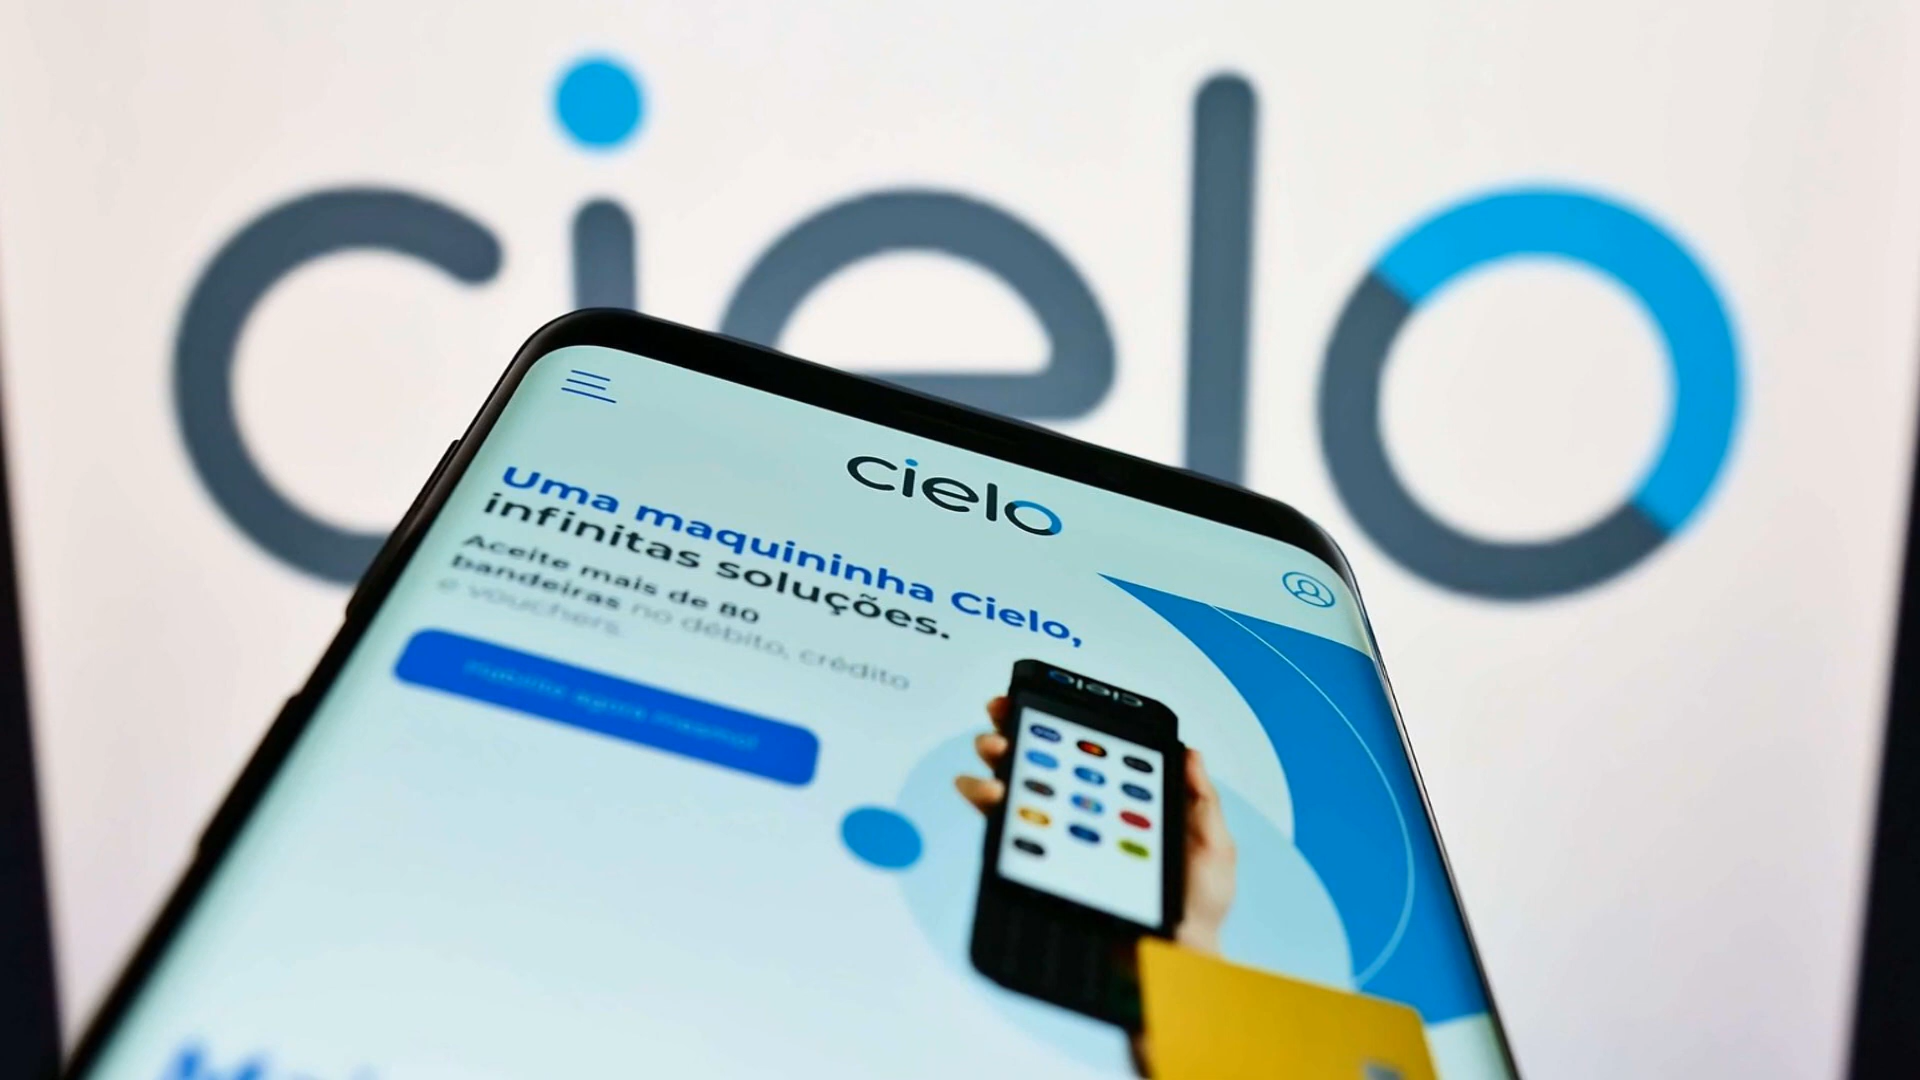 cielo
cielo
Uma maquininha Cielo,
infinitas soluções.
Aceite mais de 80
bandeiras no débito, crédito
e vouchers.
cielo